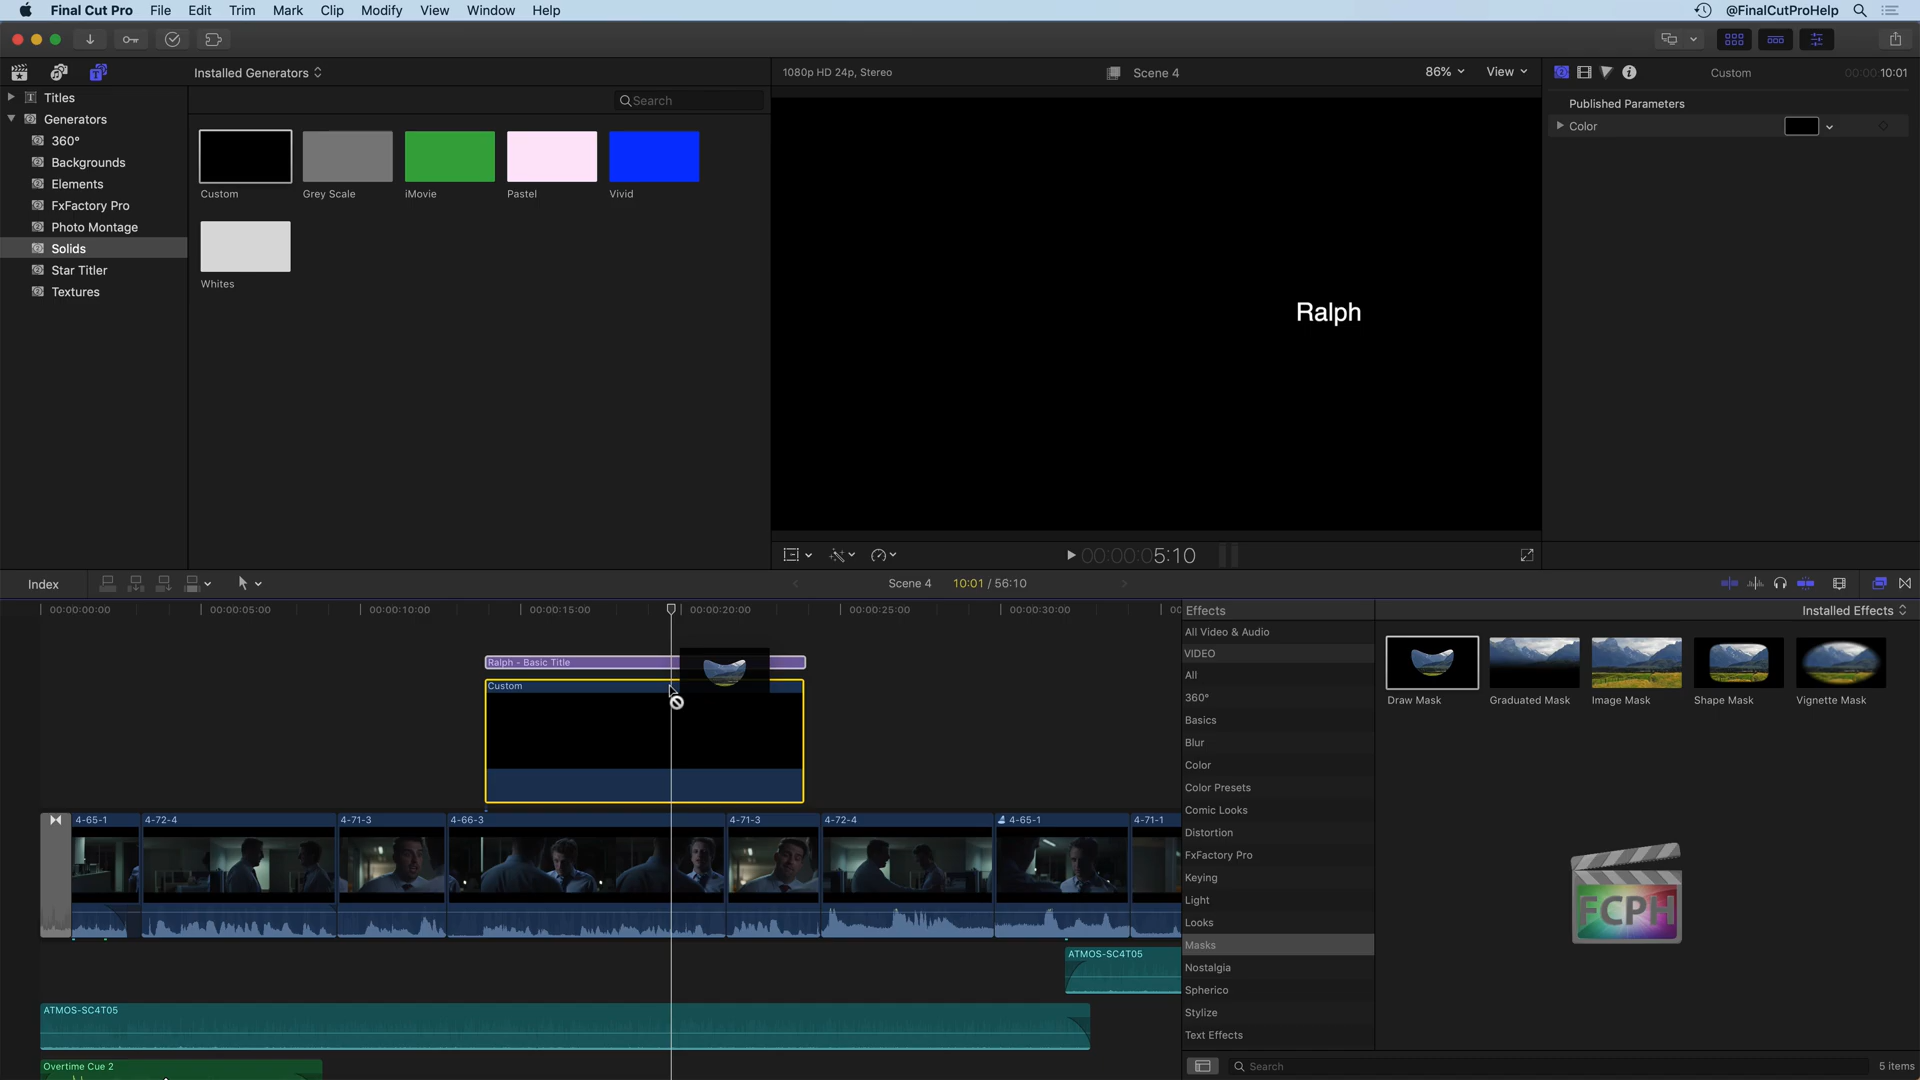 Final Cut Pro File Edit Trim Mark Clip Modify View Window Help @FinalCutProHelp
Installed Generators 1080p HD 24p, Stereo Scene 4 86% View Custom 00:00:10:01
Titles
Generators
360°
Backgrounds
Elements
FxFactory Pro
Photo Montage
Solids
Star Titler
Textures
Search
Custom Grey Scale iMovie Pastel Vivid
Whites
Ralph
Published Parameters
Color
00:00:05:10
Index Scene 4 10:01 / 56:10
00:00:00:00 00:00:05:00 00:00:10:00 00:00:15:00 00:00:20:00 00:00:25:00 00:00:30:00 00
Ralph - Basic Title
Custom
4-65-1 4-72-4 4-71-3 4-66-3 4-71-3 4-72-4 4-65-1 4-71-1
ATMOS-SC4T05
ATMOS-SC4T05
Overtime Cue 2
Effects Installed Effects
All Video & Audio
VIDEO
All
360°
Basics
Blur
Color
Color Presets
Comic Looks
Distortion
FxFactory Pro
Keying
Light
Looks
Masks
Nostalgia
Spherico
Stylize
Text Effects
Draw Mask Graduated Mask Image Mask Shape Mask Vignette Mask
FCPH
Search 5 items